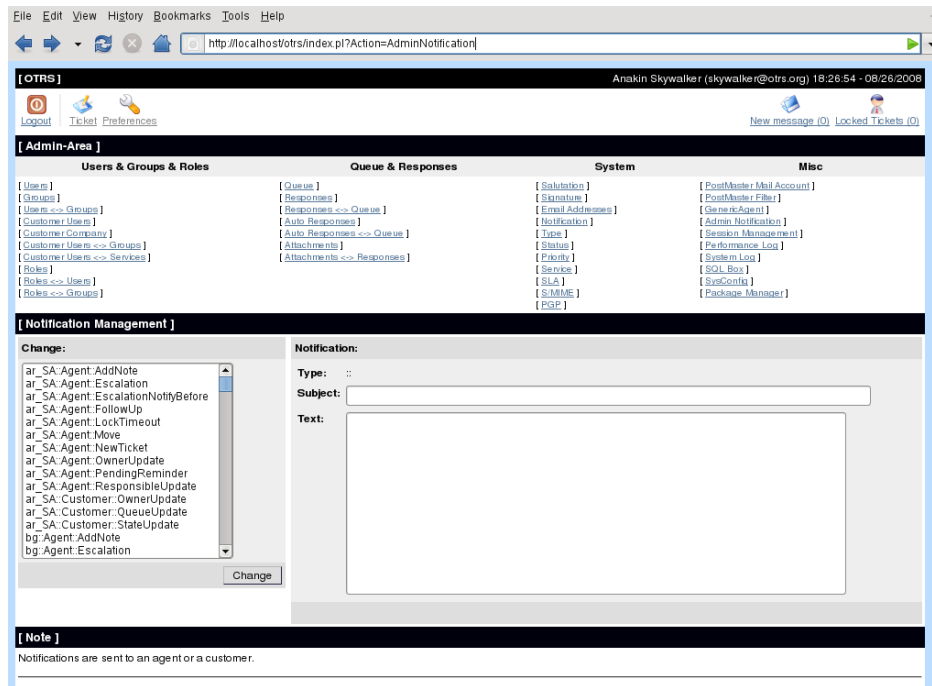 File Edit View History Bookmarks Tools Help
http://localhost/otrs/index.pl?Action=AdminNotification
[ OTRS ] Anakin Skywalker (skywalker@otrs.org) 18:26:54 - 08/26/2008
Logout Ticket Preferences New message (0) Locked Tickets (0)
[ Admin-Area ]
Users & Groups & Roles Queue & Responses System Misc
[ Users ] [ Queue ] [ Salutation ] [ PostMaster Mail Account ]
[ Groups ] [ Responses ] [ Signature ] [ PostMaster Filter ]
[ Users <-> Groups ] [ Responses <-> Queue ] [ Email Addresses ] [ GenericAgent ]
[ Customer Users ] [ Auto Responses ] [ Notification ] [ Admin Notification ]
[ Customer Company ] [ Auto Responses <-> Queue ] [ Type ] [ Session Management ]
[ Customer Users <-> Groups ] [ Attachments ] [ Status ] [ Performance Log ]
[ Customer Users <-> Services ] [ Attachments <-> Responses ] [ Priority ] [ System Log ]
[ Roles ] [ Service ] [ SQL Box ]
[ Roles <-> Users ] [ SLA ] [ SysConfig ]
[ Roles <-> Groups ] [ S/MIME ] [ Package Manager ]
[ PGP ]
[ Notification Management ]
Change: Notification:
ar_SA::Agent::AddNote
ar_SA::Agent::Escalation
ar_SA::Agent::EscalationNotifyBefore
ar_SA::Agent::FollowUp
ar_SA::Agent::LockTimeout
ar_SA::Agent::Move
ar_SA::Agent::NewTicket
ar_SA::Agent::OwnerUpdate
ar_SA::Agent::PendingReminder
ar_SA::Agent::ResponsibleUpdate
ar_SA::Customer::OwnerUpdate
ar_SA::Customer::QueueUpdate
ar_SA::Customer::StateUpdate
bg::Agent::AddNote
bg::Agent::Escalation
Change
Type: ::
Subject:
Text:
[ Note ]
Notifications are sent to an agent or a customer.